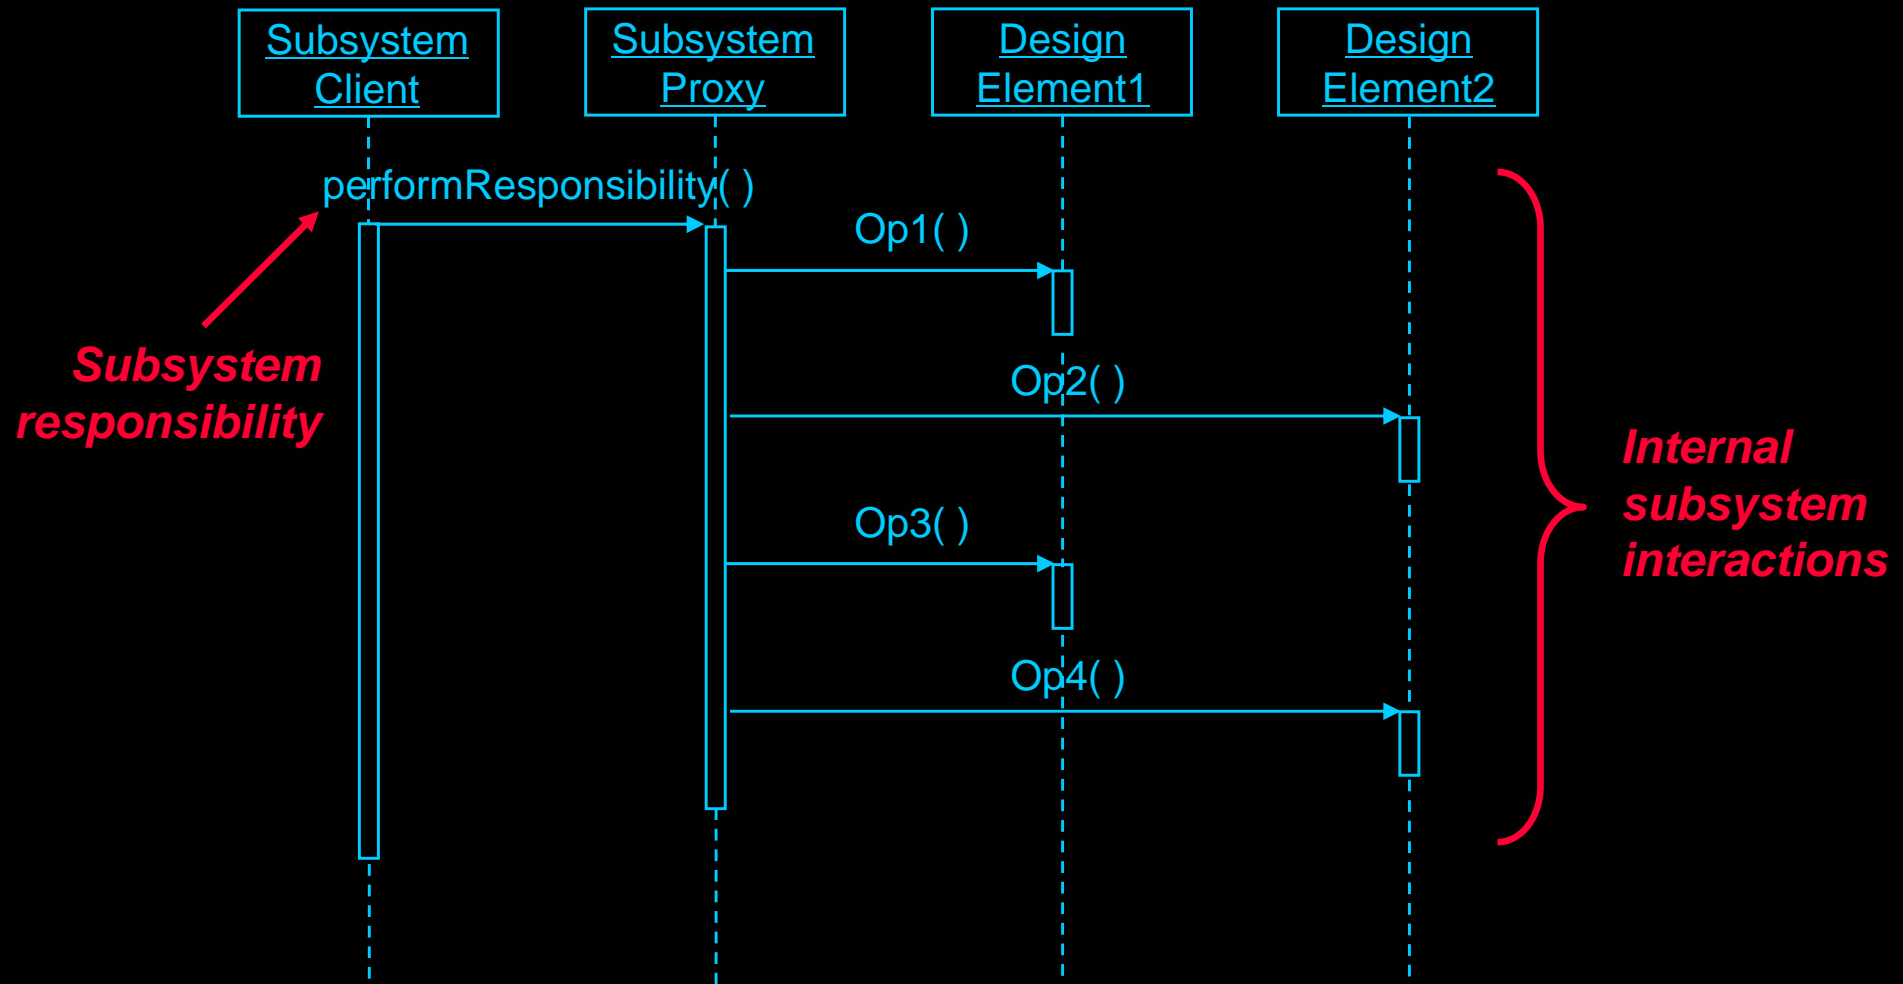 Subsystem
Client
Subsystem
Proxy
Design
Element1
Design
Element2
performResponsibility( )
Op1( )
Subsystem
responsibility
Op2( )
Internal
subsystem
interactions
Op3( )
Op4( )